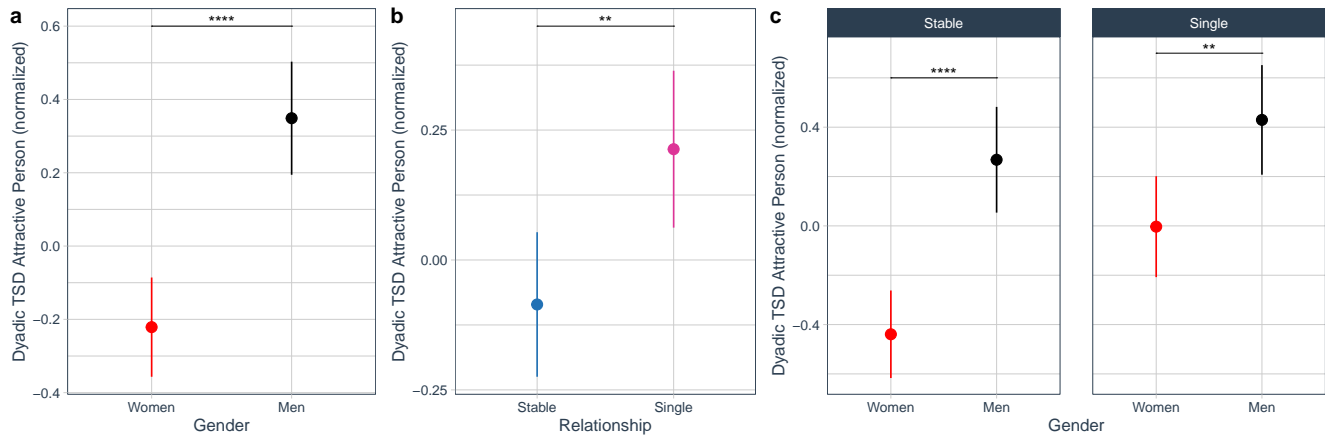 a
Dyadic TSD Attractive Person (normalized)
0.6
0.4
0.2
0.0
−0.2
−0.4
****
Women
Men
Gender
b
Dyadic TSD Attractive Person (normalized)
0.25
0.00
−0.25
**
Stable
Single
Relationship
c
Dyadic TSD Attractive Person (normalized)
0.4
0.0
−0.4
Stable
****
Women
Men
Single
**
Women
Men
Gender